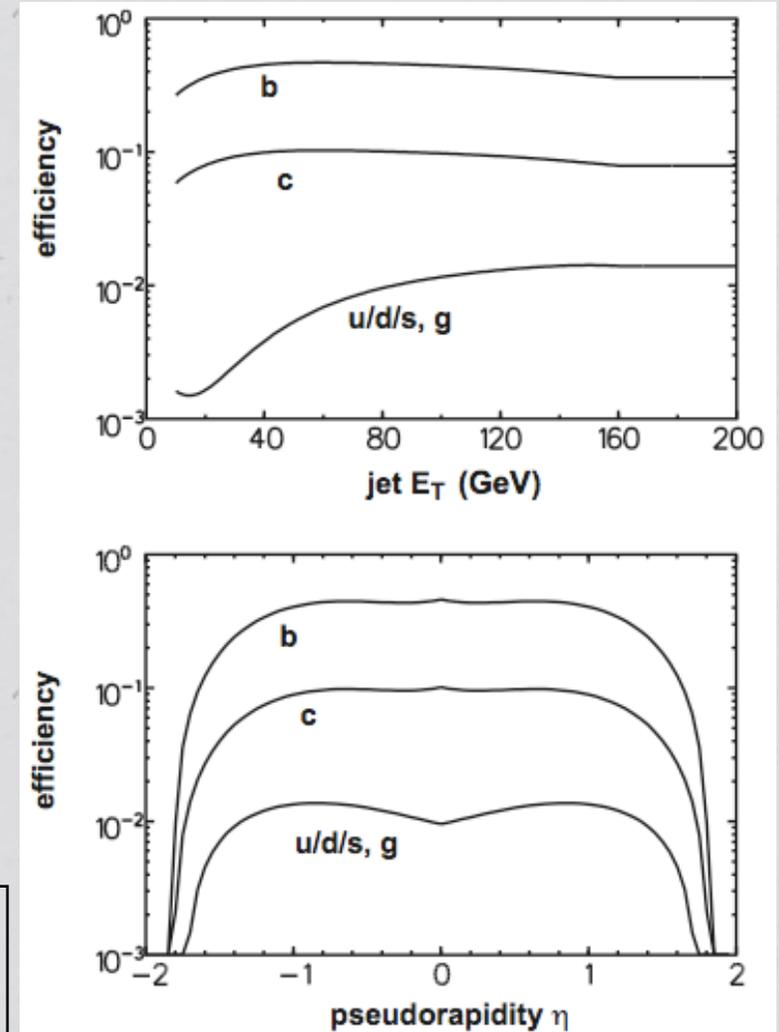 10⁰
b
10⁻¹
c
efficiency
10⁻²
u/d/s, g
10⁻³
0 40 80 120 160 200
jet E_T (GeV)
10⁰
b
10⁻¹
c
efficiency
10⁻²
u/d/s, g
10⁻³
−2 −1 0 1 2
pseudorapidity η